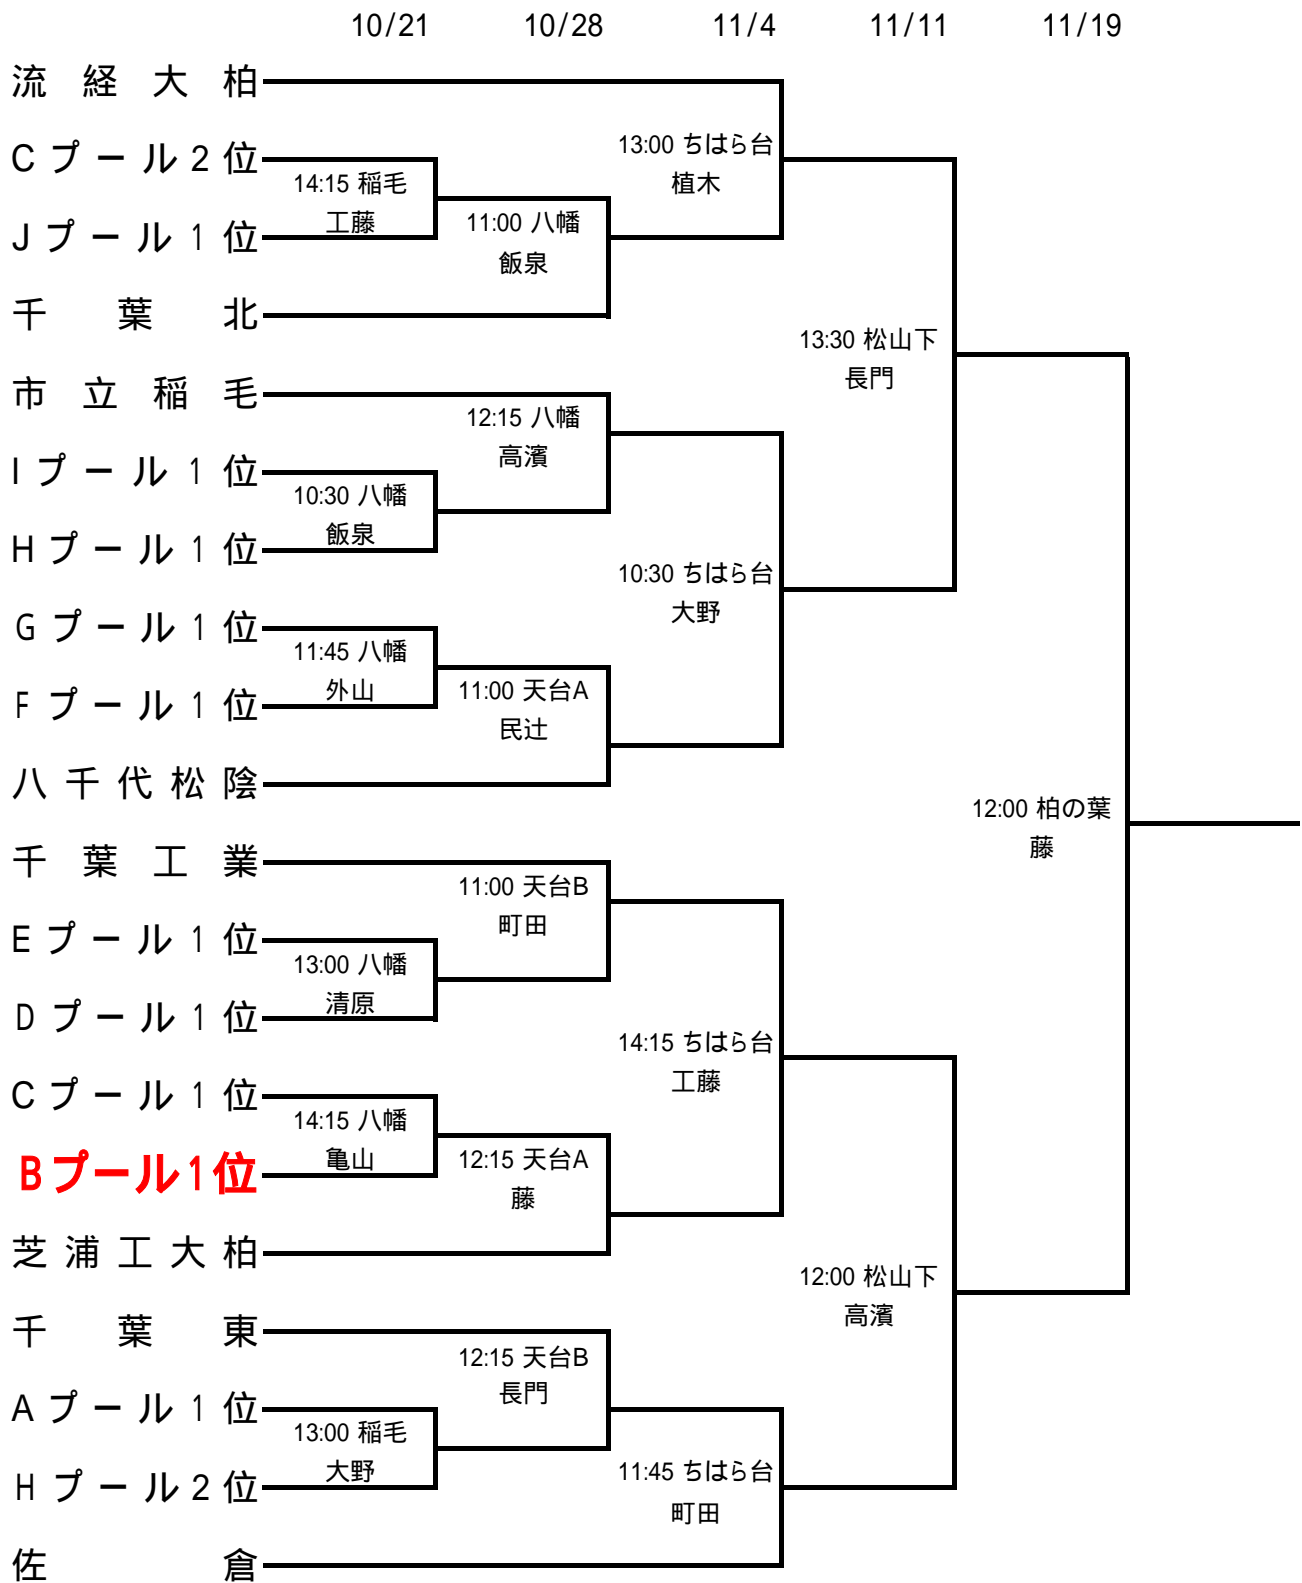 10/21 10/28 11/4 11/11 11/19
流経大柏
13:00 ちはら台
植木
Cプール2位
14:15 稲毛
工藤
Jプール1位
11:00 八幡
飯泉
千葉北
13:30 松山下
長門
市立稲毛
12:15 八幡
高濱
Iプール1位
10:30 八幡
飯泉
Hプール1位
10:30 ちはら台
大野
Gプール1位
11:45 八幡
外山
Fプール1位
11:00 天台A
民辻
八千代松陰
12:00 柏の葉
藤
千葉工業
11:00 天台B
町田
Eプール1位
13:00 八幡
清原
Dプール1位
14:15 ちはら台
工藤
Cプール1位
14:15 八幡
亀山
Bプール1位
12:15 天台A
藤
芝浦工大柏
12:00 松山下
高濱
千葉東
12:15 天台B
長門
Aプール1位
13:00 稲毛
大野
Hプール2位
11:45 ちはら台
町田
佐倉